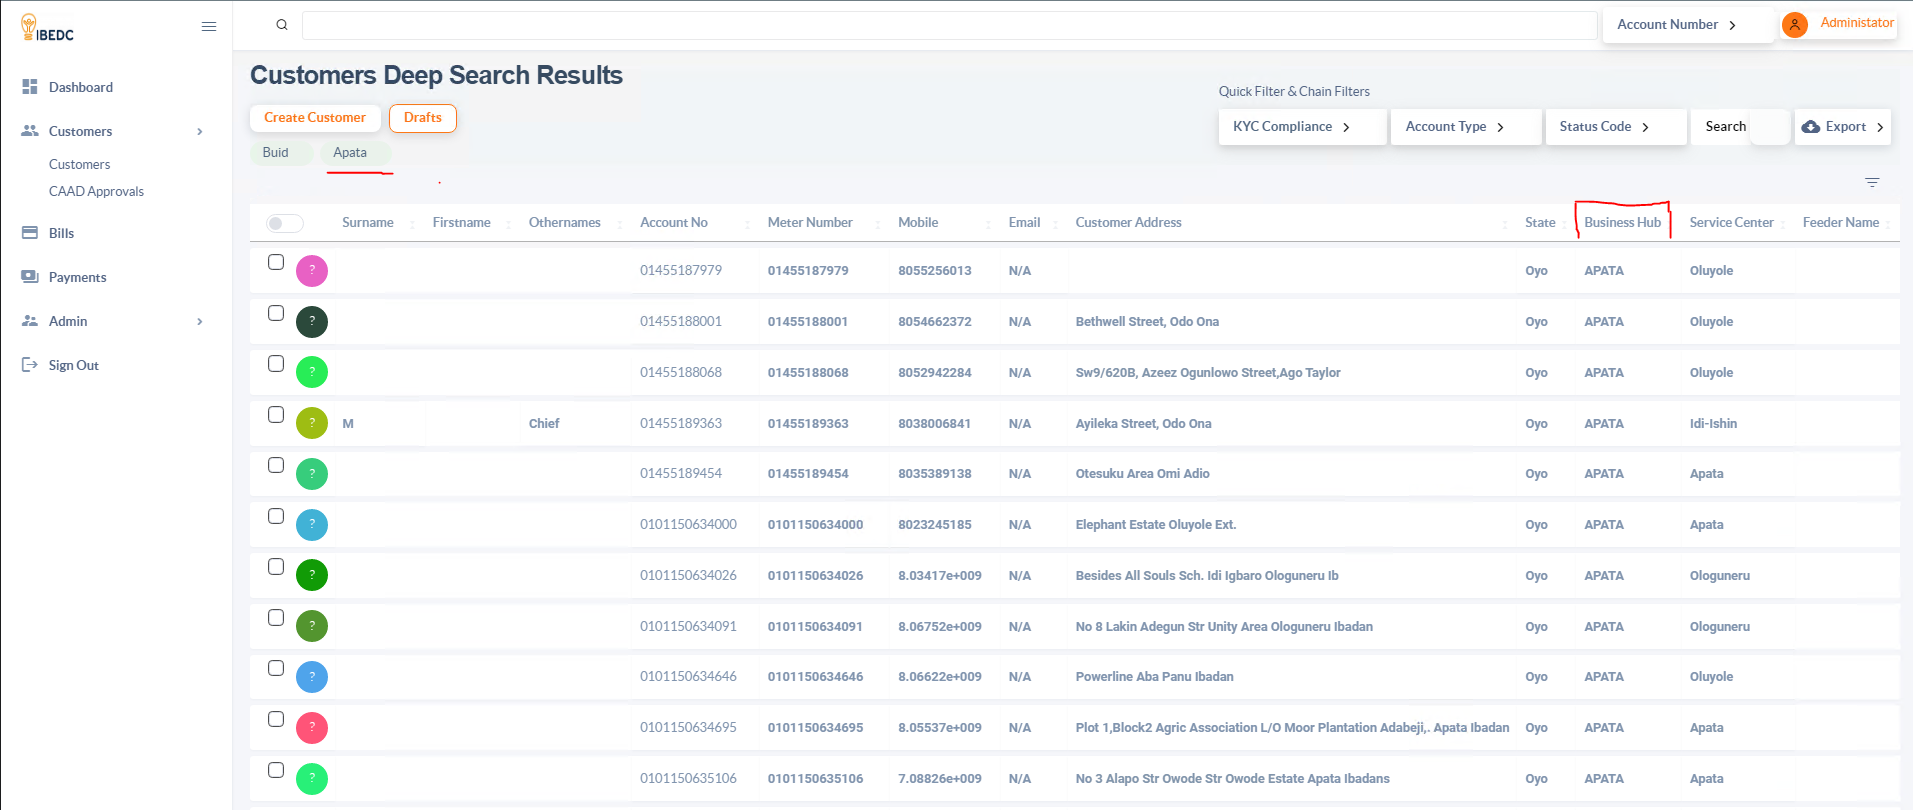 IBEDC
Account Number
Administator
Dashboard
Customers
Customers
CAAD Approvals
Bills
Payments
Admin
Sign Out
Customers Deep Search Results
Create Customer Drafts
Buid Apata
Quick Filter & Chain Filters
KYC Compliance Account Type Status Code Search Export
Surname Firstname Othernames Account No Meter Number Mobile Email Customer Address State Business Hub Service Center Feeder Name
? 01455187979 01455187979 8055256013 N/A Oyo APATA Oluyole
? 01455188001 01455188001 8054662372 N/A Bethwell Street, Odo Ona Oyo APATA Oluyole
? 01455188068 01455188068 8052942284 N/A Sw9/620B, Azeez Ogunlowo Street,Ago Taylor Oyo APATA Oluyole
? M Chief 01455189363 01455189363 8038006841 N/A Ayileka Street, Odo Ona Oyo APATA Idi-Ishin
? 01455189454 01455189454 8035389138 N/A Otesuku Area Omi Adio Oyo APATA Apata
? 0101150634000 0101150634000 8023245185 N/A Elephant Estate Oluyole Ext. Oyo APATA Apata
? 0101150634026 0101150634026 8.03417e+009 N/A Besides All Souls Sch. Idi Igbaro Ologuneru Ib Oyo APATA Ologuneru
? 0101150634091 0101150634091 8.06752e+009 N/A No 8 Lakin Adegun Str Unity Area Ologuneru Ibadan Oyo APATA Ologuneru
? 0101150634646 0101150634646 8.06622e+009 N/A Powerline Aba Panu Ibadan Oyo APATA Oluyole
? 0101150634695 0101150634695 8.05537e+009 N/A Plot 1,Block2 Agric Association L/O Moor Plantation Adabeji,. Apata Ibadan Oyo APATA Apata
? 0101150635106 0101150635106 7.08826e+009 N/A No 3 Alapo Str Owode Str Owode Estate Apata Ibadans Oyo APATA Apata